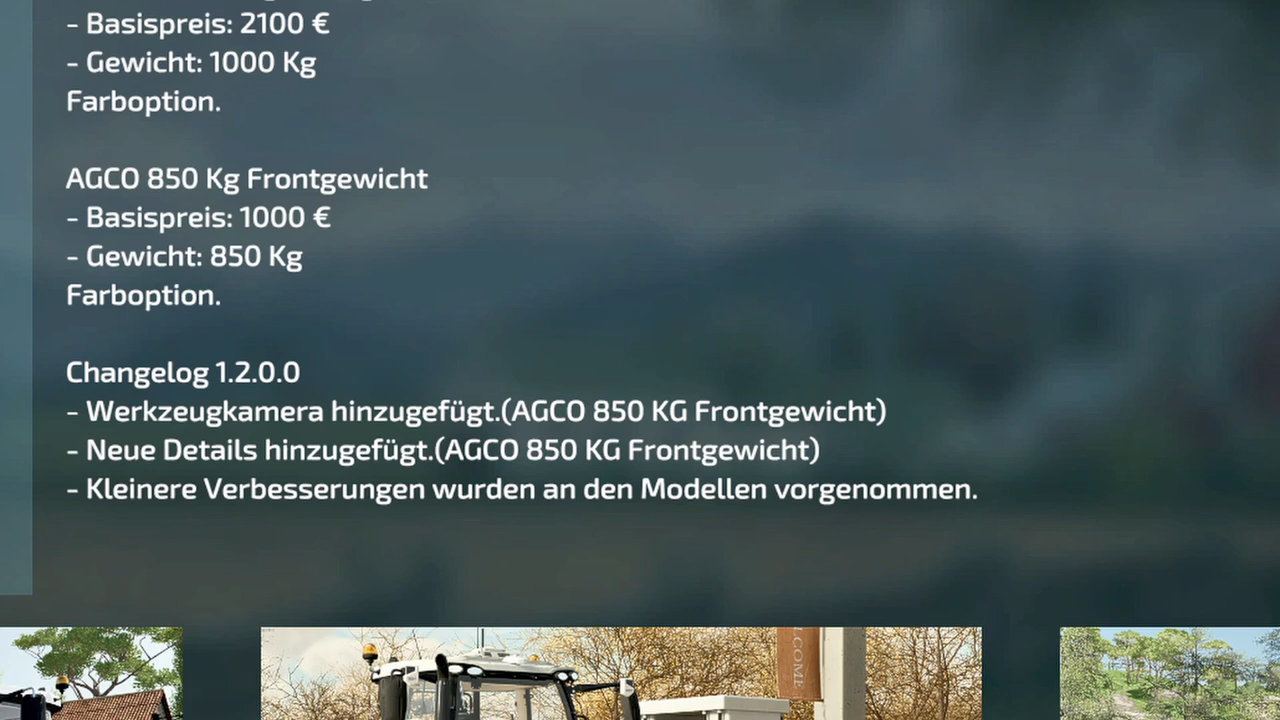 - Basispreis: 2100 €
- Gewicht: 1000 Kg
Farboption.
AGCO 850 Kg Frontgewicht
- Basispreis: 1000 €
- Gewicht: 850 Kg
Farboption.
Changelog 1.2.0.0
- Werkzeugkamera hinzugefügt.(AGCO 850 KG Frontgewicht)
- Neue Details hinzugefügt.(AGCO 850 KG Frontgewicht)
- Kleinere Verbesserungen wurden an den Modellen vorgenommen.